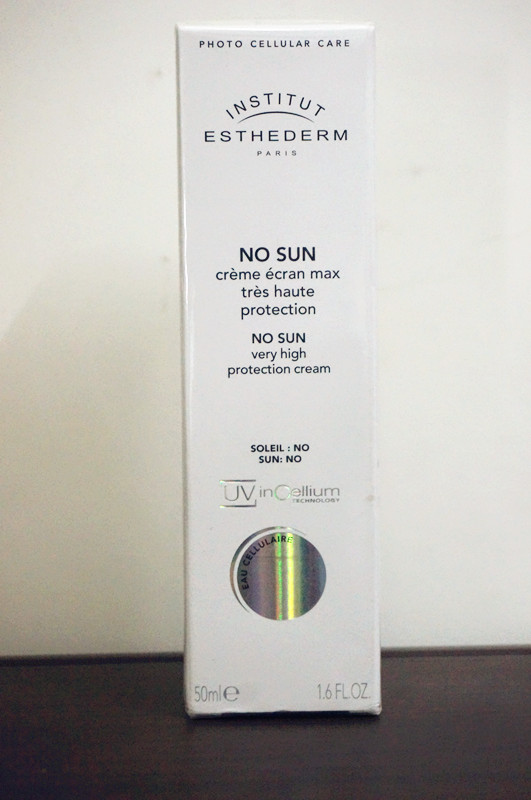 PHOTO CELLULAR CARE
INSTITUT
ESTHEDERM
PARIS
NO SUN
crème écran max
très haute
protection
NO SUN
very high
protection cream
SOLEIL : NO
SUN: NO
UV inCellium
TECHNOLOGY
EAU CELLULAIRE
50ml e 1.6 FL.OZ.